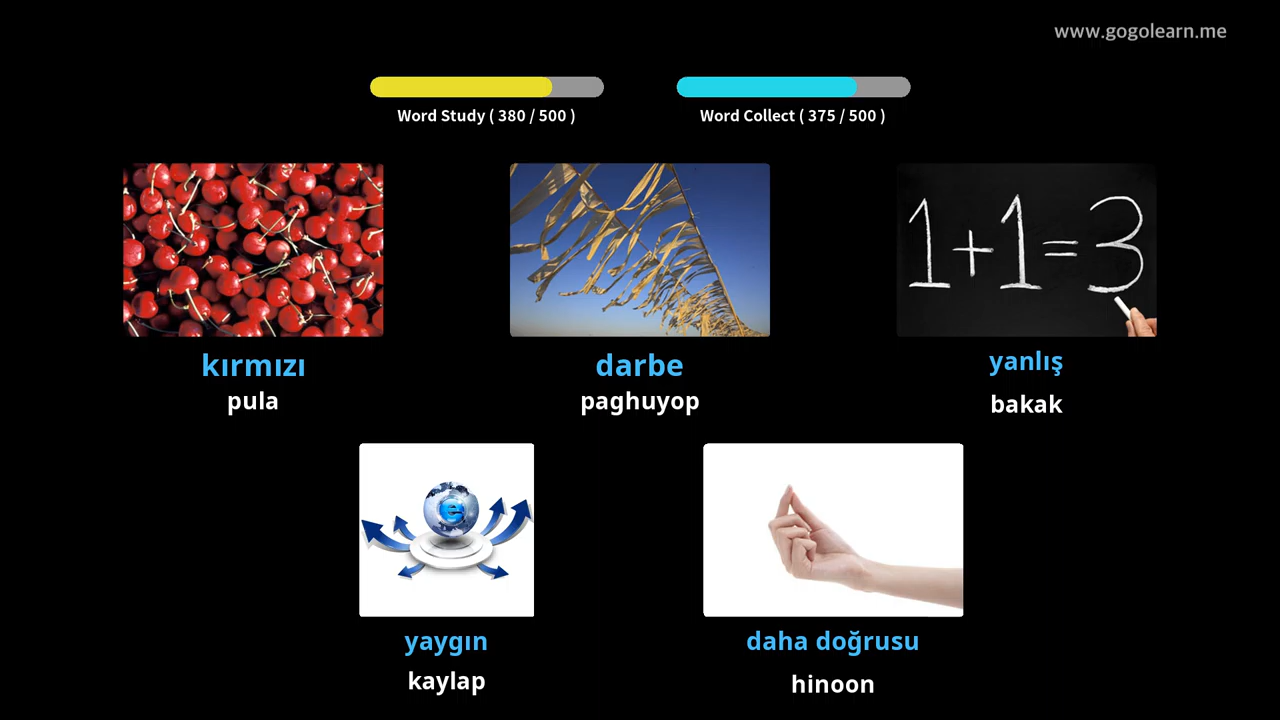 www.gogolearn.me
Word Study ( 380 / 500 )
Word Collect ( 375 / 500 )
1+1=3
kırmızı
pula
darbe
paghuyop
yanlış
bakak
e
yaygın
kaylap
daha doğrusu
hinoon